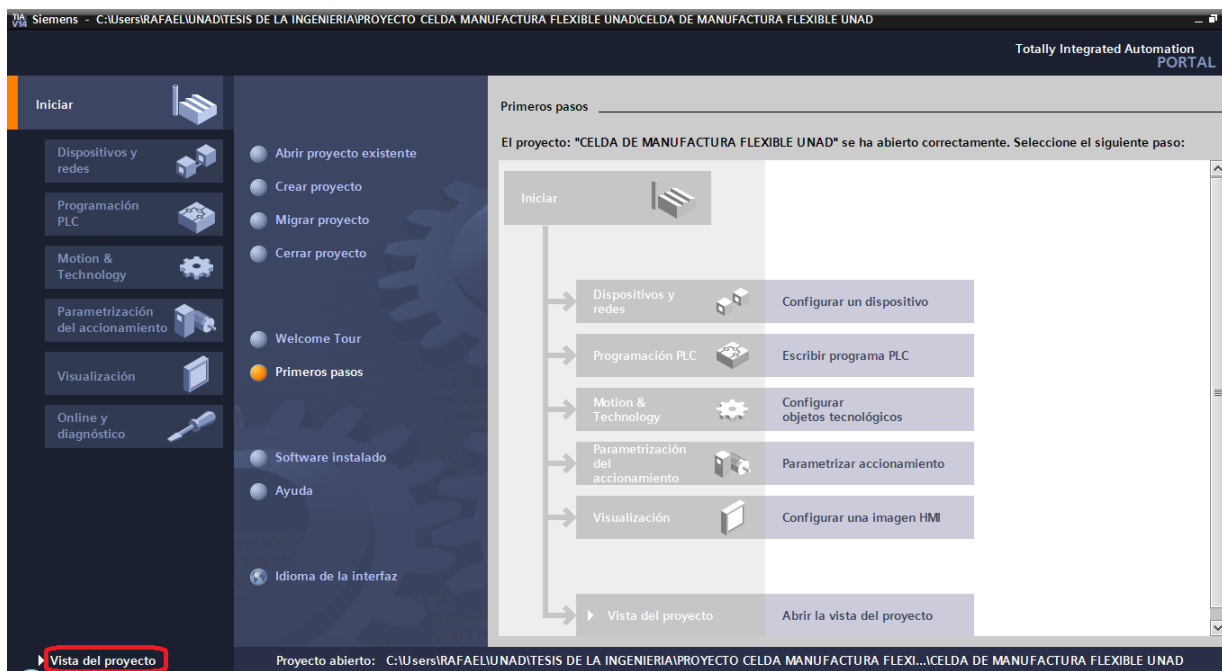 TIA V14 Siemens - C:\Users\RAFAEL\UNAD\TESIS DE LA INGENIERIA\PROYECTO CELDA MANUFACTURA FLEXIBLE UNAD\CELDA DE MANUFACTURA FLEXIBLE UNAD
Totally Integrated Automation
PORTAL
Iniciar
Dispositivos y
redes
Programación
PLC
Motion &
Technology
Parametrización
del accionamiento
Visualización
Online y
diagnóstico
Abrir proyecto existente
Crear proyecto
Migrar proyecto
Cerrar proyecto
Welcome Tour
Primeros pasos
Software instalado
Ayuda
Idioma de la interfaz
Primeros pasos
El proyecto: "CELDA DE MANUFACTURA FLEXIBLE UNAD" se ha abierto correctamente. Seleccione el siguiente paso:
Iniciar
Dispositivos y
redes
Configurar un dispositivo
Programación PLC
Escribir programa PLC
Motion &
Technology
Configurar
objetos tecnológicos
Parametrización
del
accionamiento
Parametrizar accionamiento
Visualización
Configurar una imagen HMI
Vista del proyecto
Abrir la vista del proyecto
Vista del proyecto
Proyecto abierto: C:\Users\RAFAEL\UNAD\TESIS DE LA INGENIERIA\PROYECTO CELDA MANUFACTURA FLEXI...\CELDA DE MANUFACTURA FLEXIBLE UNAD